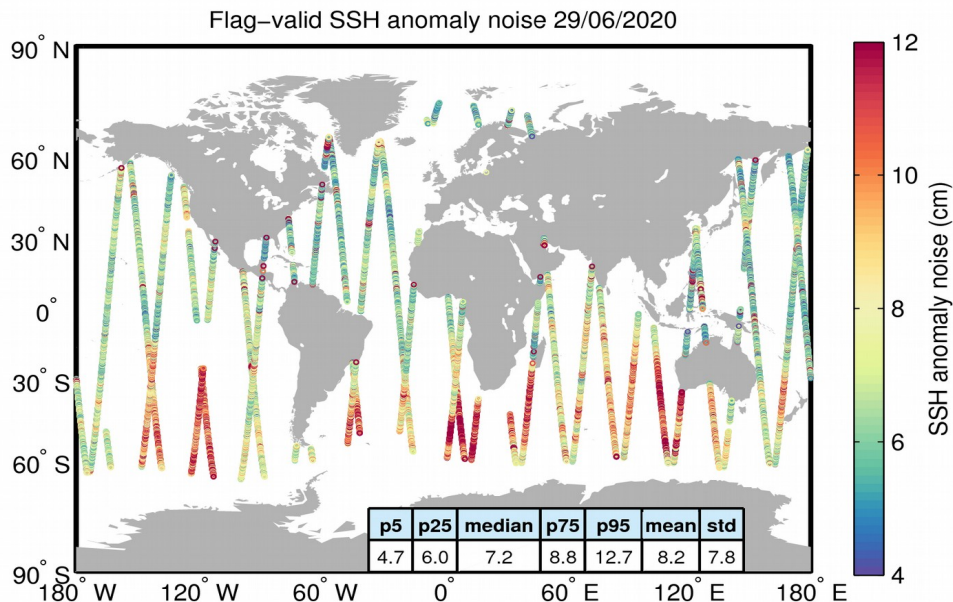 Flag−valid SSH anomaly noise 29/06/2020
90° N
60° N
30° N
0°
30° S
60° S
90° S
180° W
120° W
60° W
0°
60° E
120° E
180° E
p5 p25 median p75 p95 mean std
4.7 6.0 7.2 8.8 12.7 8.2 7.8
12
10
8
6
4
SSH anomaly noise (cm)